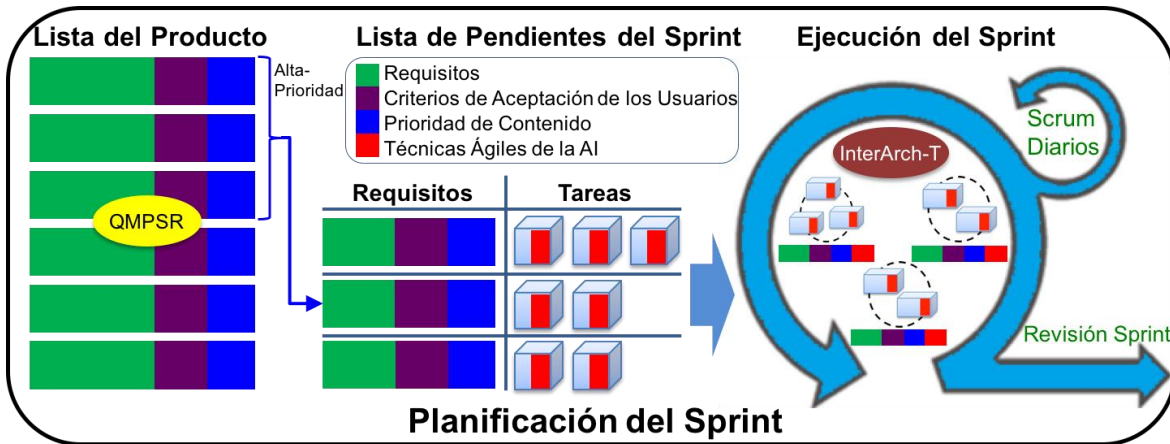 Lista del Producto
Alta-
Prioridad
QMPSR
Lista de Pendientes del Sprint
Requisitos
Criterios de Aceptación de los Usuarios
Prioridad de Contenido
Técnicas Ágiles de la AI
Requisitos
Tareas
Ejecución del Sprint
InterArch-T
Scrum
Diarios
Revisión Sprint
Planificación del Sprint